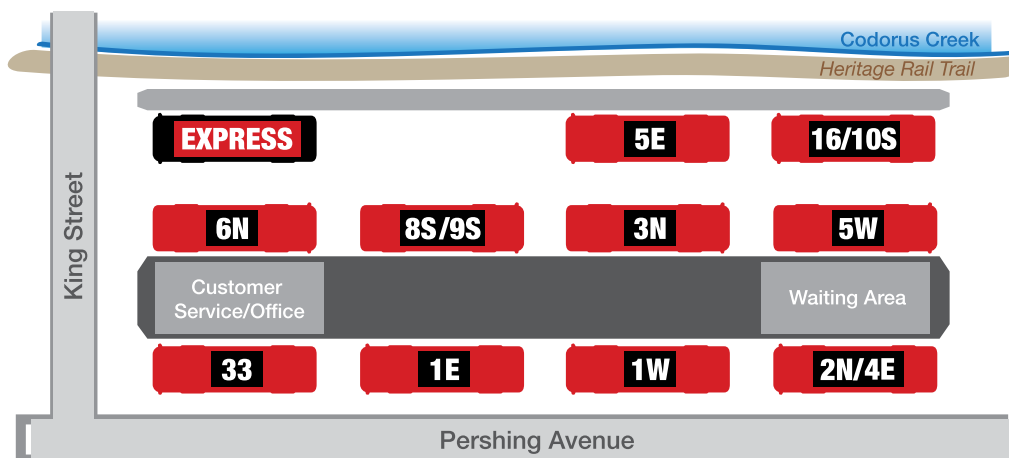 Codorus Creek
Heritage Rail Trail
EXPRESS
5E
16/10S
King Street
6N
8S/9S
3N
5W
Customer
Service/Office
Waiting Area
33
1E
1W
2N/4E
Pershing Avenue